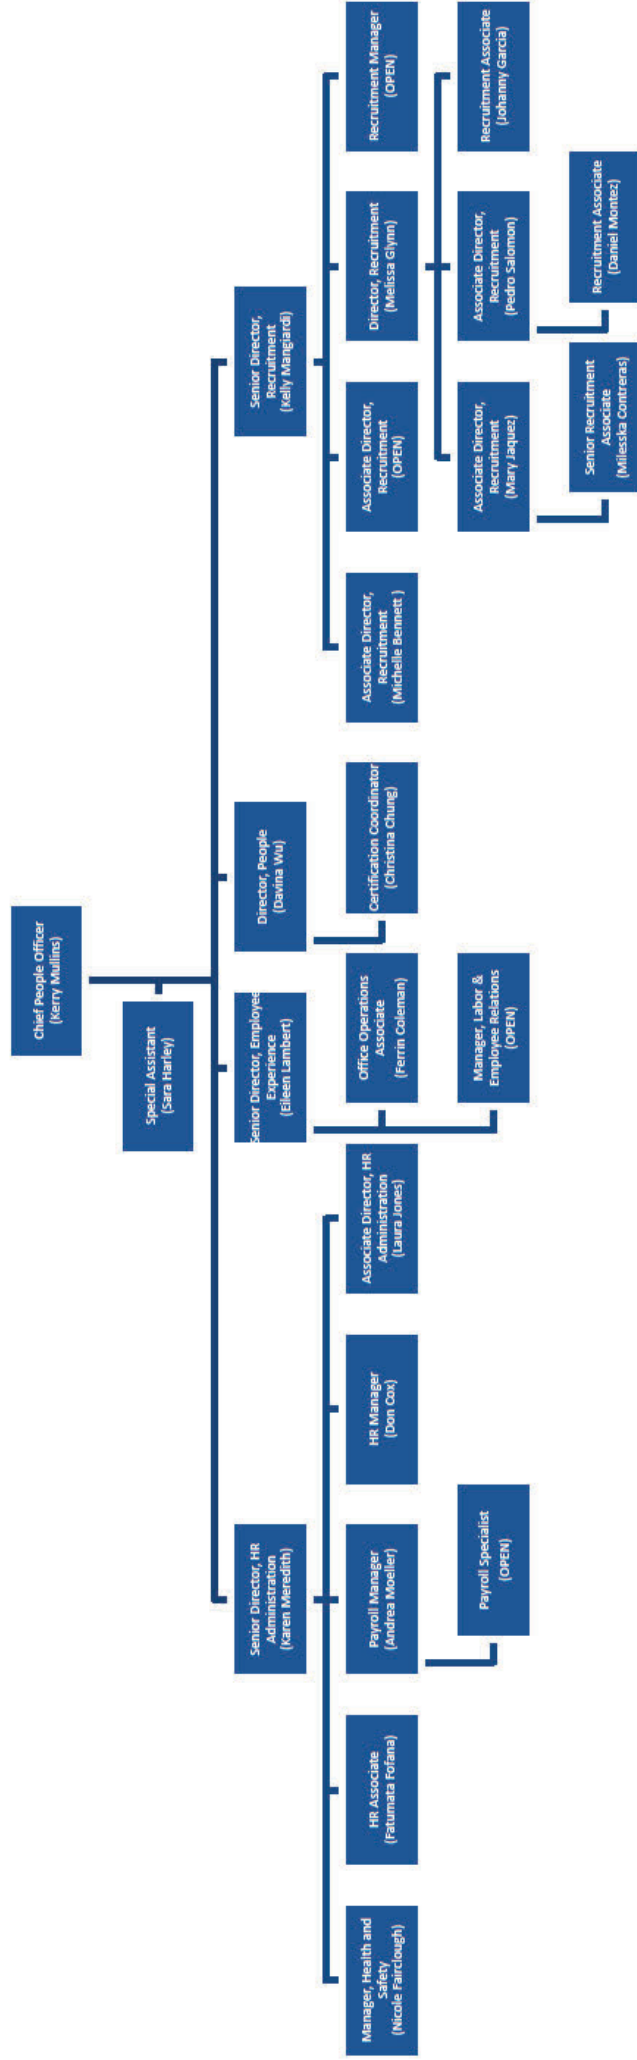 Chief People Officer
(Kerry Mullins)
Special Assistant
(Sara Harley)
Senior Director, HR
Administration
(Karen Meredith)
Senior Director, Employee
Experience
(Eileen Lambert)
Director, People
(Davina Wu)
Senior Director,
Recruitment
(Kelly Mangiardi)
Manager, Health and
Safety
(Nicole Fairclough)
HR Associate
(Fatumata Fofana)
Payroll Manager
(Andrea Moeller)
HR Manager
(Don Cox)
Associate Director, HR
Administration
(Laura Jones)
Office Operations
Associate
(Ferrin Coleman)
Certification Coordinator
(Christina Chung)
Associate Director,
Recruitment
(Michelle Bennett )
Associate Director,
Recruitment
(OPEN)
Director, Recruitment
(Melissa Glynn)
Recruitment Manager
(OPEN)
Payroll Specialist
(OPEN)
Manager, Labor &
Employee Relations
(OPEN)
Associate Director,
Recruitment
(Mary Jaquez)
Associate Director,
Recruitment
(Pedro Salomon)
Recruitment Associate
(Johanny Garcia)
Senior Recruitment
Associate
(Milesska Contreras)
Recruitment Associate
(Daniel Montez)